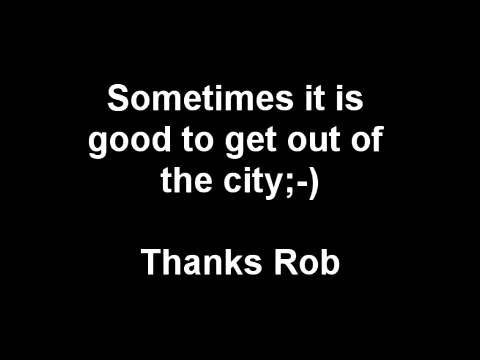 Sometimes it is
good to get out of
the city;-)
Thanks Rob